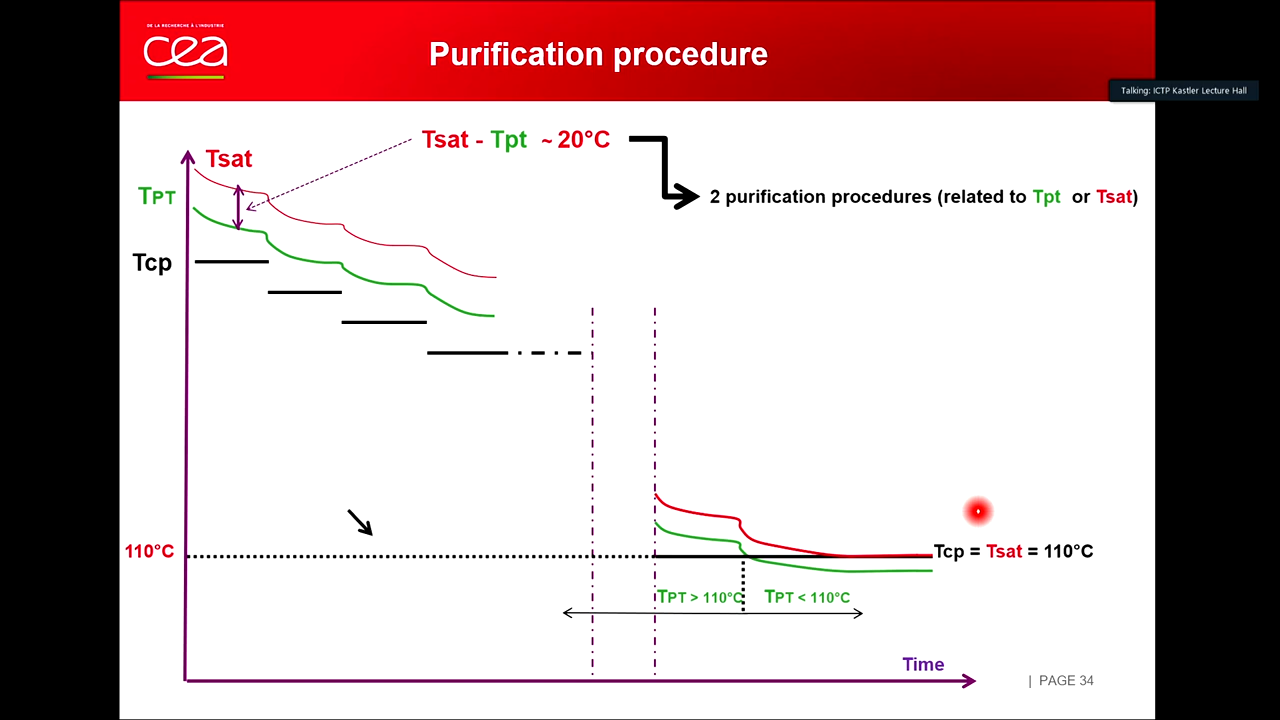 DE LA RECHERCHE À L'INDUSTRIE
cea
Purification procedure
Talking: ICTP Kastler Lecture Hall
Tsat - Tpt ~ 20°C
Tsat
TPT
2 purification procedures (related to Tpt or Tsat)
Tcp
110°C
Tcp = Tsat = 110°C
TPT > 110°C
TPT < 110°C
Time
| PAGE 34